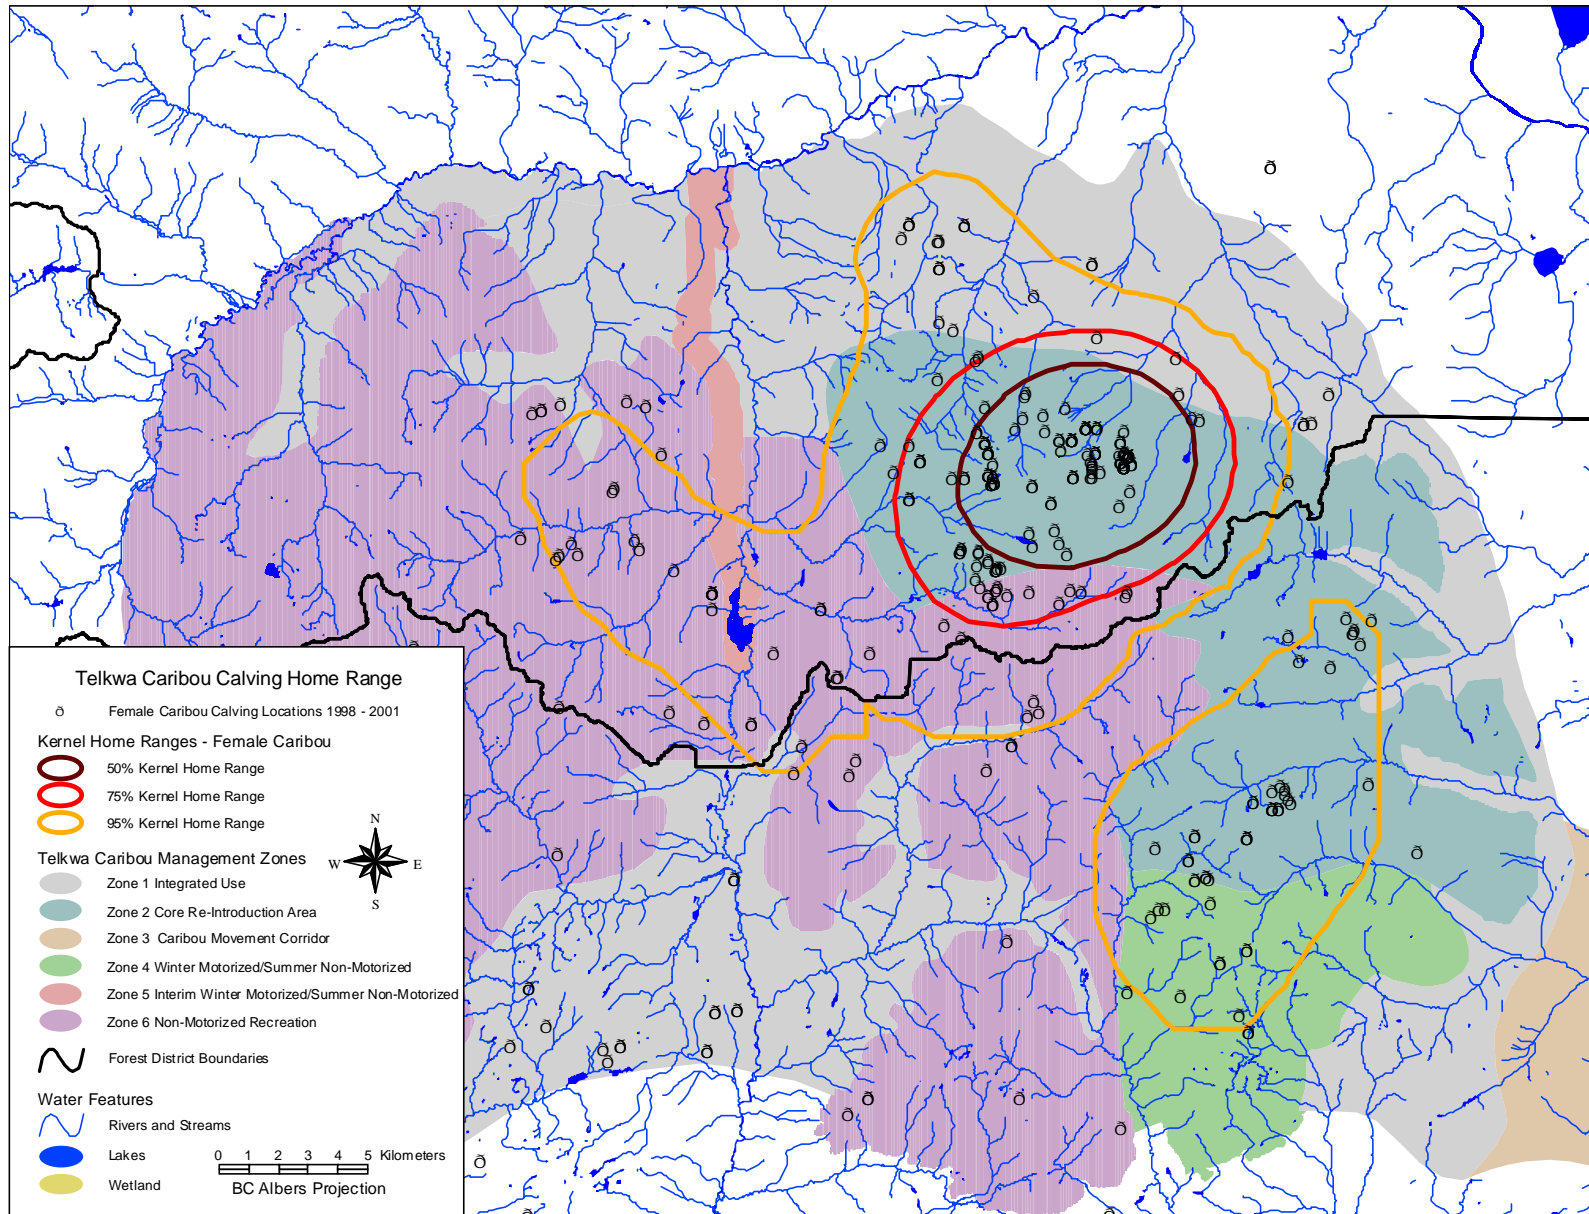 Telkwa Caribou Calving Home Range
ð Female Caribou Calving Locations 1998 - 2001
Kernel Home Ranges - Female Caribou
50% Kernel Home Range
75% Kernel Home Range
95% Kernel Home Range
N
W E
S
Telkwa Caribou Management Zones
Zone 1 Integrated Use
Zone 2 Core Re-Introduction Area
Zone 3 Caribou Movement Corridor
Zone 4 Winter Motorized/Summer Non-Motorized
Zone 5 Interim Winter Motorized/Summer Non-Motorized
Zone 6 Non-Motorized Recreation
Forest District Boundaries
Water Features
Rivers and Streams
Lakes
Wetland
0 1 2 3 4 5 Kilometers
BC Albers Projection